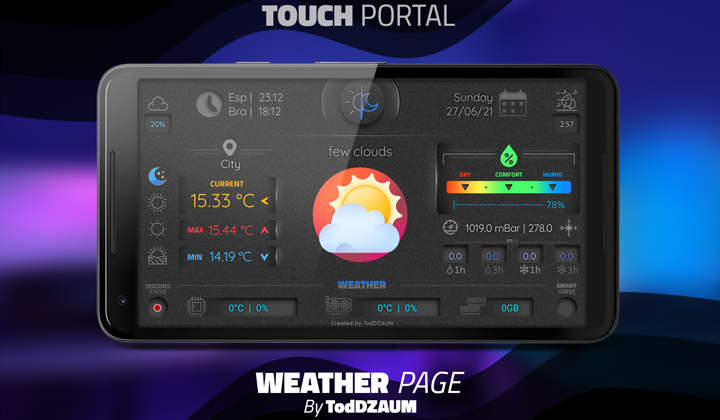 TOUCH PORTAL
Esp | 23:12
Bra | 18:12
Sunday
27/06/21
20%
2.57
City
few clouds
CURRENT
15.33 °C <
MAX 15.44 °C
MIN 14.19 °C
%
DRY COMFORT HUMID
78%
1019.0 mBar | 278.0
mm
0.0 0.0 0.0 0.0
1h 3h 1h 3h
WEATHER
DISCORD
STATUS
SMART
STATUS
0°C | 0%
0°C | 0%
0GB
Created by TodDZAUM
WEATHER PAGE
By TodDZAUM